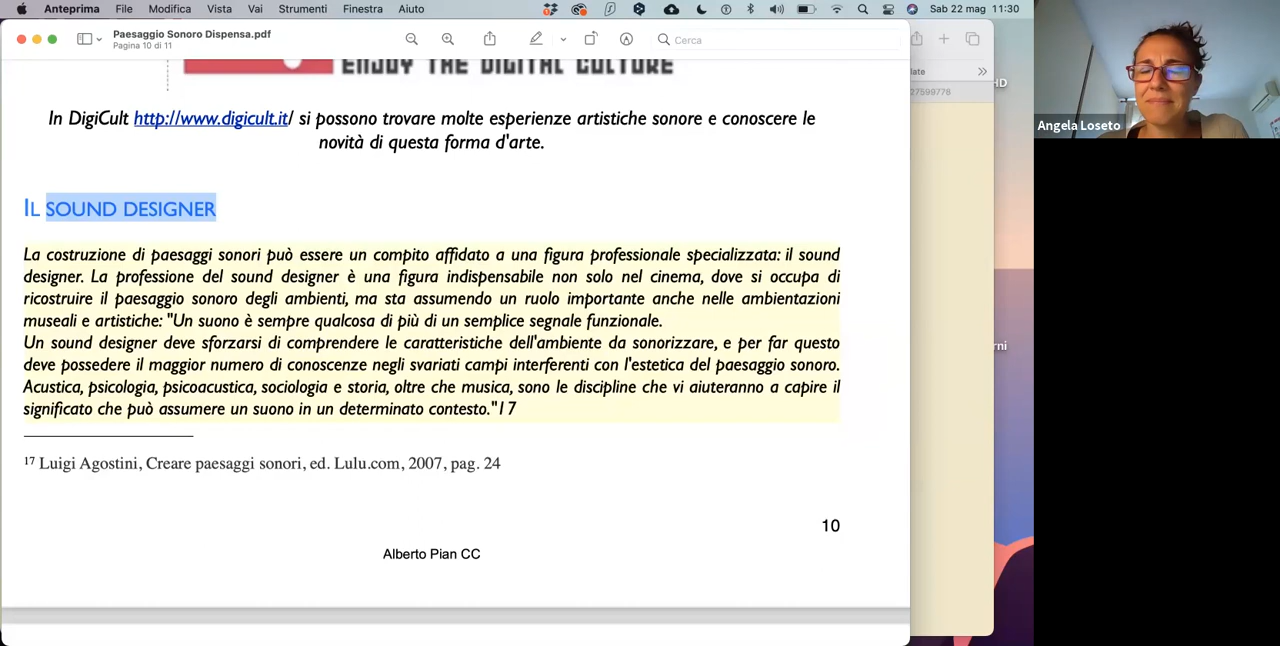 Anteprima File Modifica Vista Vai Strumenti Finestra Aiuto Sab 22 mag 11:30
Paesaggio Sonoro Dispensa.pdf
Pagina 10 di 11
Cerca
late
27599776
HD
rni
Angela Loseto
ENJOY THE DIGITAL CULTURE
In DigiCult http://www.digicult.it/ si possono trovare molte esperienze artistiche sonore e conoscere le
novità di questa forma d'arte.
IL SOUND DESIGNER
La costruzione di paesaggi sonori può essere un compito affidato a una figura professionale specializzata: il sound
designer. La professione del sound designer è una figura indispensabile non solo nel cinema, dove si occupa di
ricostruire il paesaggio sonoro degli ambienti, ma sta assumendo un ruolo importante anche nelle ambientazioni
museali e artistiche: "Un suono è sempre qualcosa di più di un semplice segnale funzionale.
Un sound designer deve sforzarsi di comprendere le caratteristiche dell'ambiente da sonorizzare, e per far questo
deve possedere il maggior numero di conoscenze negli svariati campi interferenti con l'estetica del paesaggio sonoro.
Acustica, psicologia, psicoacustica, sociologia e storia, oltre che musica, sono le discipline che vi aiuteranno a capire il
significato che può assumere un suono in un determinato contesto."17
17 Luigi Agostini, Creare paesaggi sonori, ed. Lulu.com, 2007, pag. 24
10
Alberto Pian CC